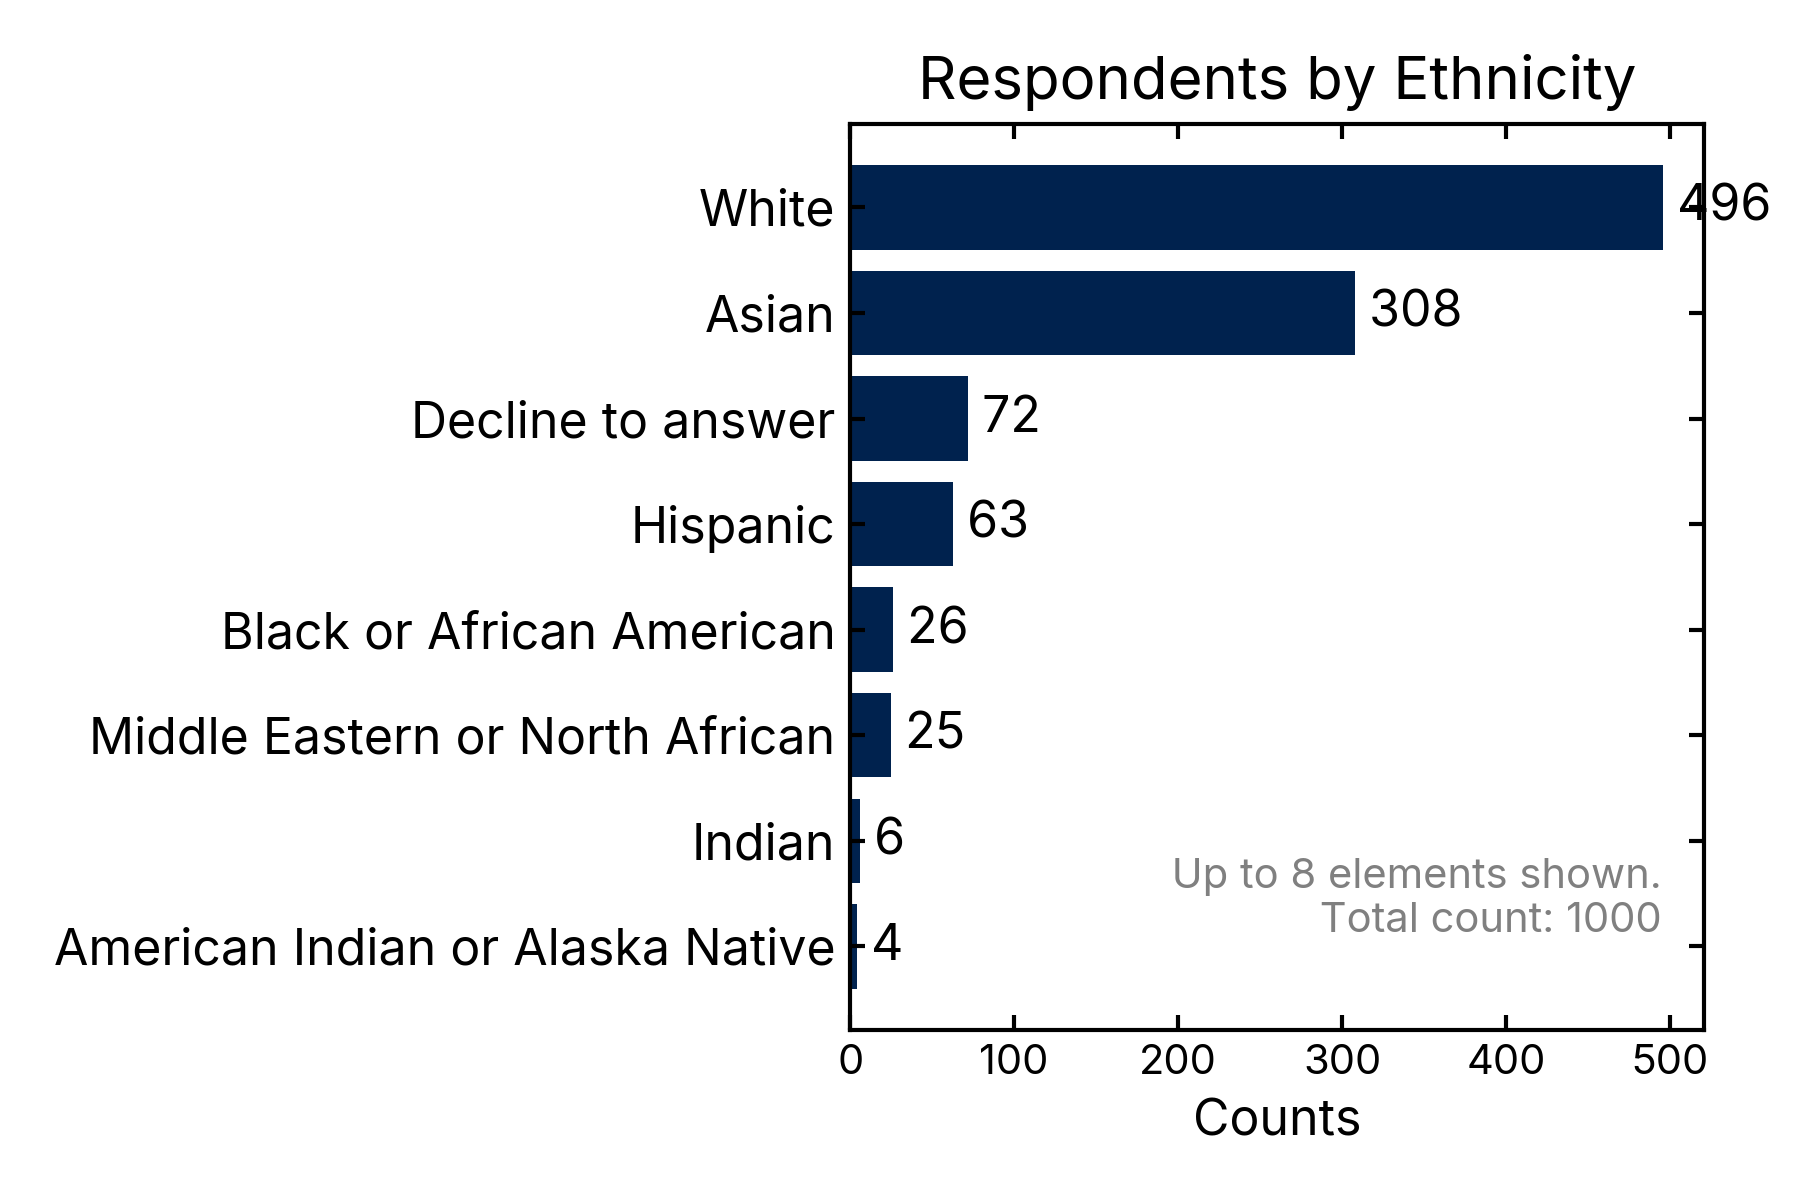 Respondents by Ethnicity
White 496
Asian 308
Decline to answer 72
Hispanic 63
Black or African American 26
Middle Eastern or North African 25
Indian 6
American Indian or Alaska Native 4
Up to 8 elements shown.
Total count: 1000
0 100 200 300 400 500
Counts